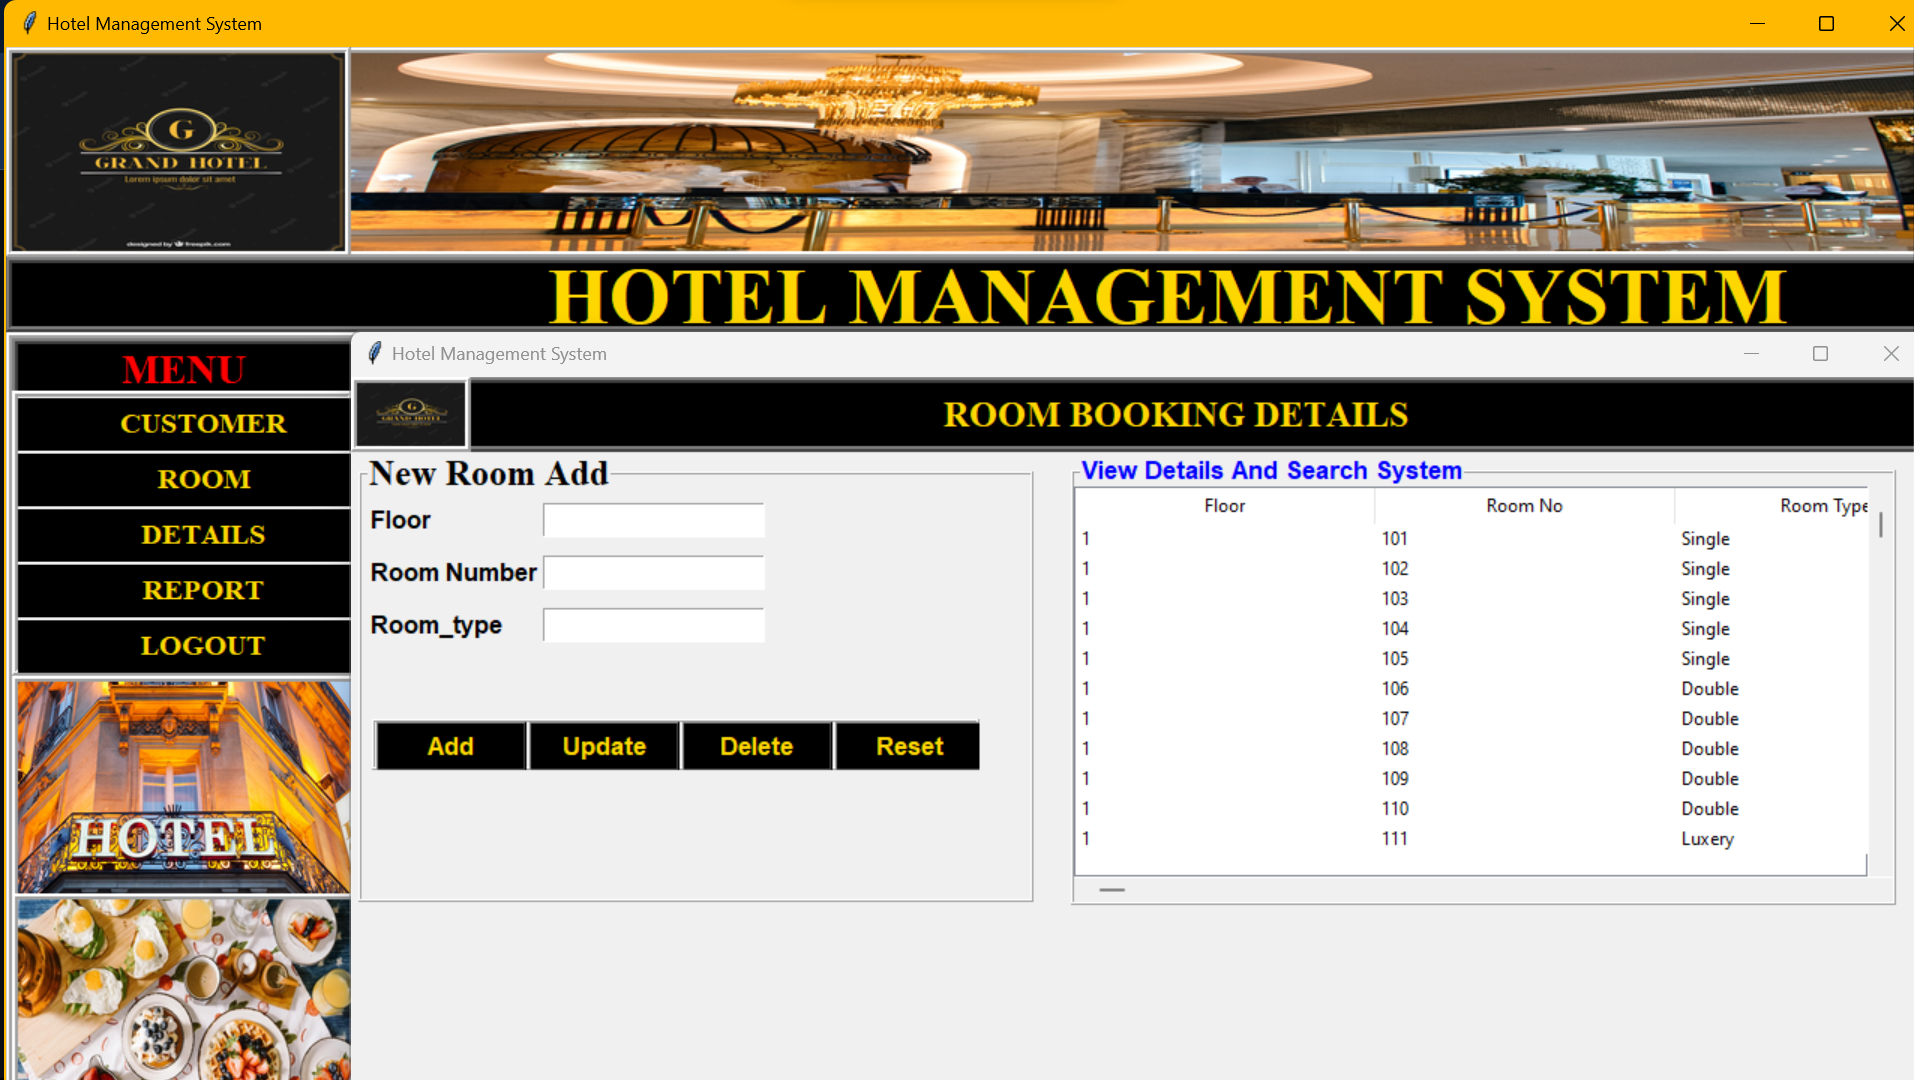 Hotel Management System
G
GRAND HOTEL
Lorem ipsum dolor sit amet
designed by freepik.com
HOTEL MANAGEMENT SYSTEM
MENU
CUSTOMER
ROOM
DETAILS
REPORT
LOGOUT
HOTEL
Hotel Management System
G
GRAND HOTEL
ROOM BOOKING DETAILS
New Room Add
Floor
Room Number
Room_type
Add Update Delete Reset
View Details And Search System
Floor Room No Room Type
1 101 Single
1 102 Single
1 103 Single
1 104 Single
1 105 Single
1 106 Double
1 107 Double
1 108 Double
1 109 Double
1 110 Double
1 111 Luxery